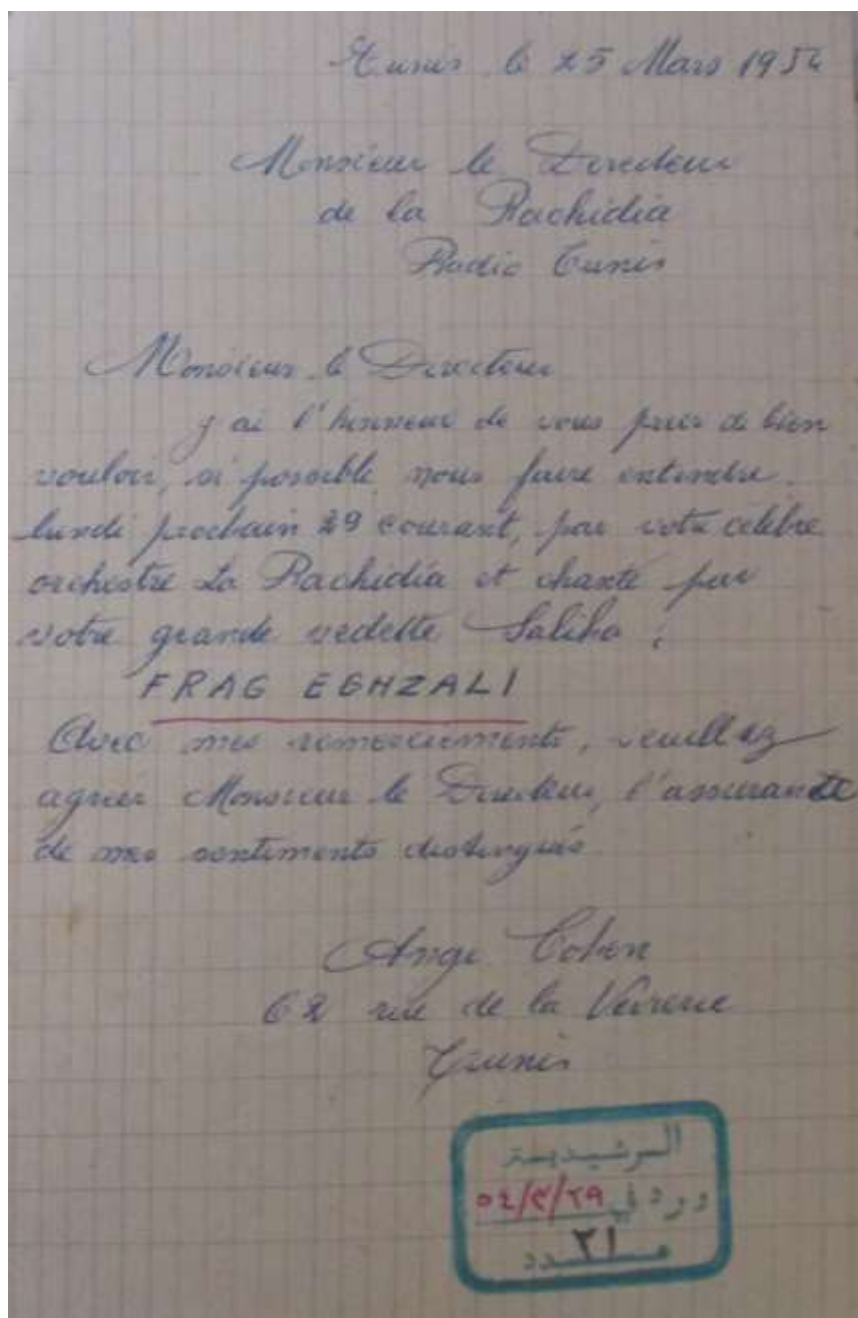 Tunis le 25 Mars 1954
Monsieur le Directeur
de la Rachidia
Radio Tunis
Monsieur le Directeur
J'ai l'honneur de vous prier de bien
vouloir, si possible nous faire entendre
lundi prochain 29 courant, par votre célèbre
orchestre La Rachidia et chanté par
votre grande vedette Saliha :
FRAG EGHZALI
Avec mes remerciements, veuillez
agréer Monsieur le Directeur, l'assurance
de mes sentiments distingués
Ange Cohen
62 rue de la Verrerie
Tunis
الرشيدية
ورد في ٥٤/٣/٢٩
عدد ٢١